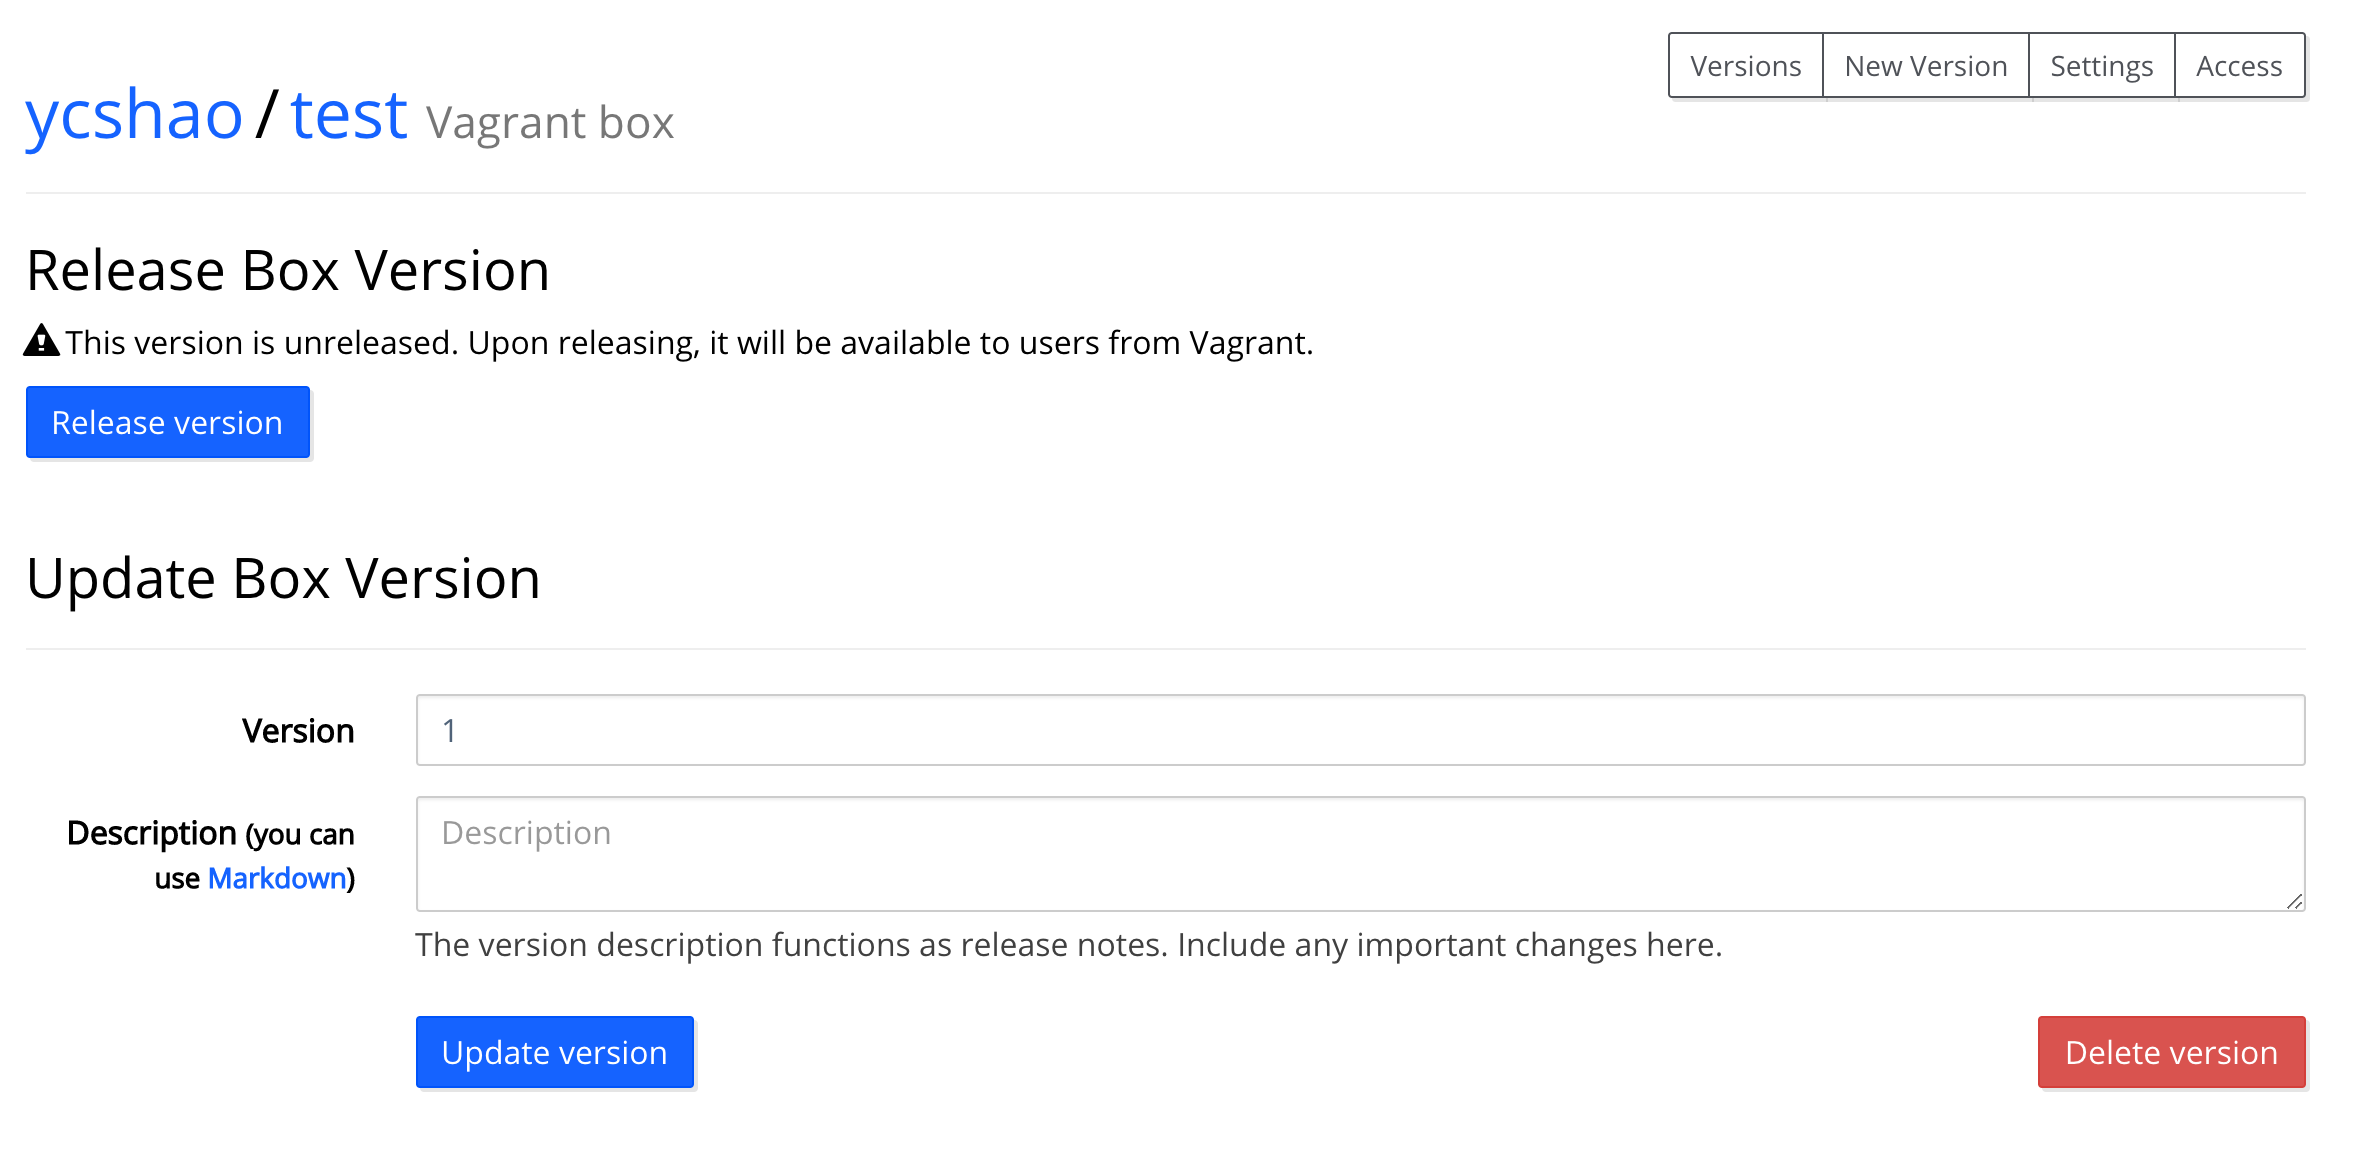 Versions New Version Settings Access
ycshao / test Vagrant box
Release Box Version
This version is unreleased. Upon releasing, it will be available to users from Vagrant.
Release version
Update Box Version
Version 1
Description (you can
use Markdown)
Description
The version description functions as release notes. Include any important changes here.
Update version Delete version